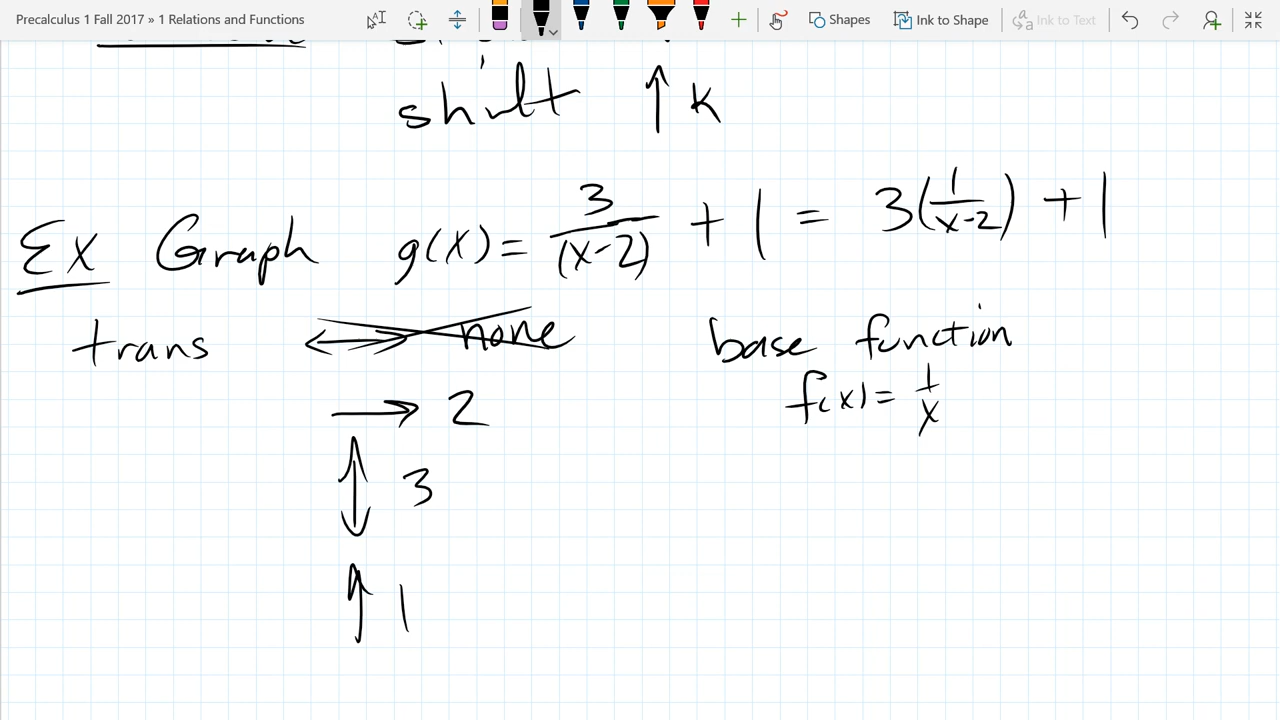 Precalculus 1 Fall 2017 » 1 Relations and Functions
Shapes
Ink to Shape
Ink to Text
shift ↑ K
Ex Graph g(x) = 3/(x-2) + 1 = 3(1/x-2) + 1
trans ↔ none
base function
f(x) = 1/x
→ 2
↕ 3
↑ 1